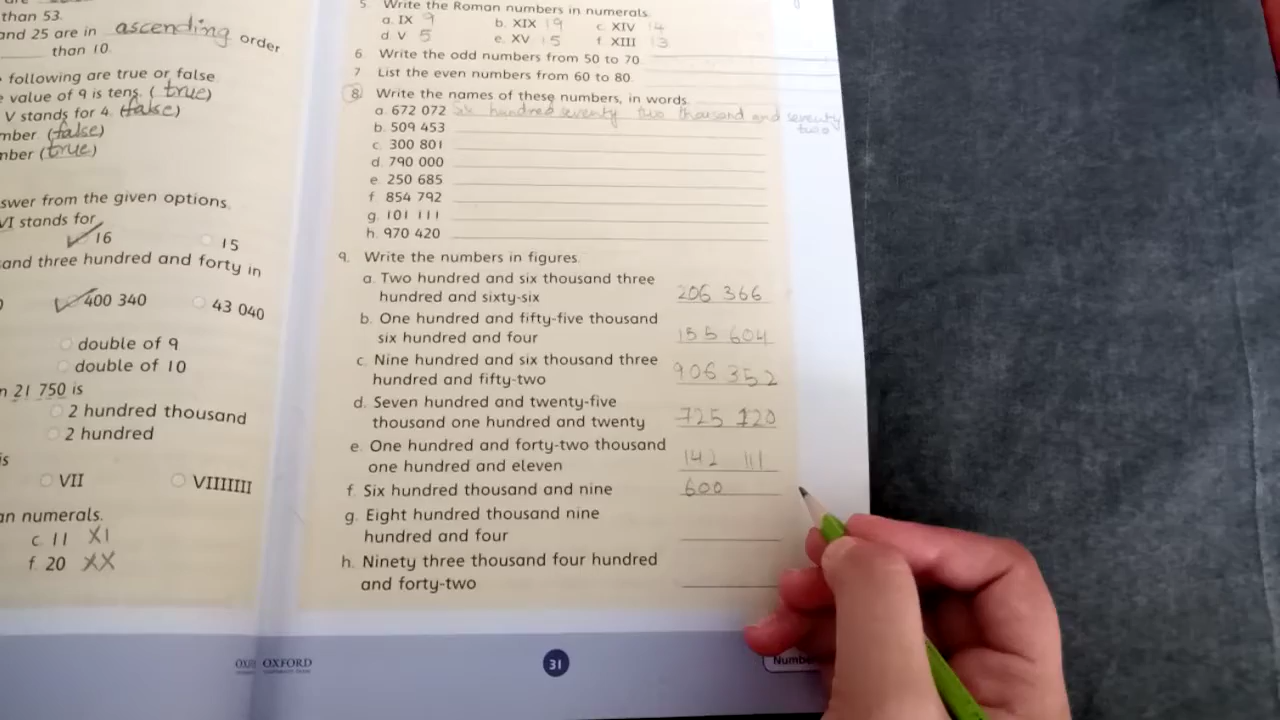 than 53.
and 25 are in ascending order
than 10.
following are true or false
value of 9 is tens. (true)
V stands for 4. (false)
mber (false)
mber (true)
swer from the given options.
VI stands for
16 15
and three hundred and forty in
400 340 43 040
double of 9
double of 10
n 21 750 is
2 hundred thousand
2 hundred
is
VII VIIIIIII
an numerals.
c. 11 XI
f. 20 XX
5. Write the Roman numbers in numerals.
a. IX 9 b. XIX 19 c. XIV 14
d. V 5 e. XV 15 f. XIII 13
6. Write the odd numbers from 50 to 70.
7. List the even numbers from 60 to 80.
8. Write the names of these numbers, in words.
a. 672 072 Six hundred seventy two thousand and seventy
two
b. 509 453
c. 300 801
d. 790 000
e. 250 685
f. 854 792
g. 101 111
h. 970 420
9. Write the numbers in figures.
a. Two hundred and six thousand three
hundred and sixty-six 206 366
b. One hundred and fifty-five thousand
six hundred and four 155 604
c. Nine hundred and six thousand three
hundred and fifty-two 906 352
d. Seven hundred and twenty-five
thousand one hundred and twenty 725 120
e. One hundred and forty-two thousand
one hundred and eleven 142 111
f. Six hundred thousand and nine 600
g. Eight hundred thousand nine
hundred and four
h. Ninety three thousand four hundred
and forty-two
OXFORD
31
Numb